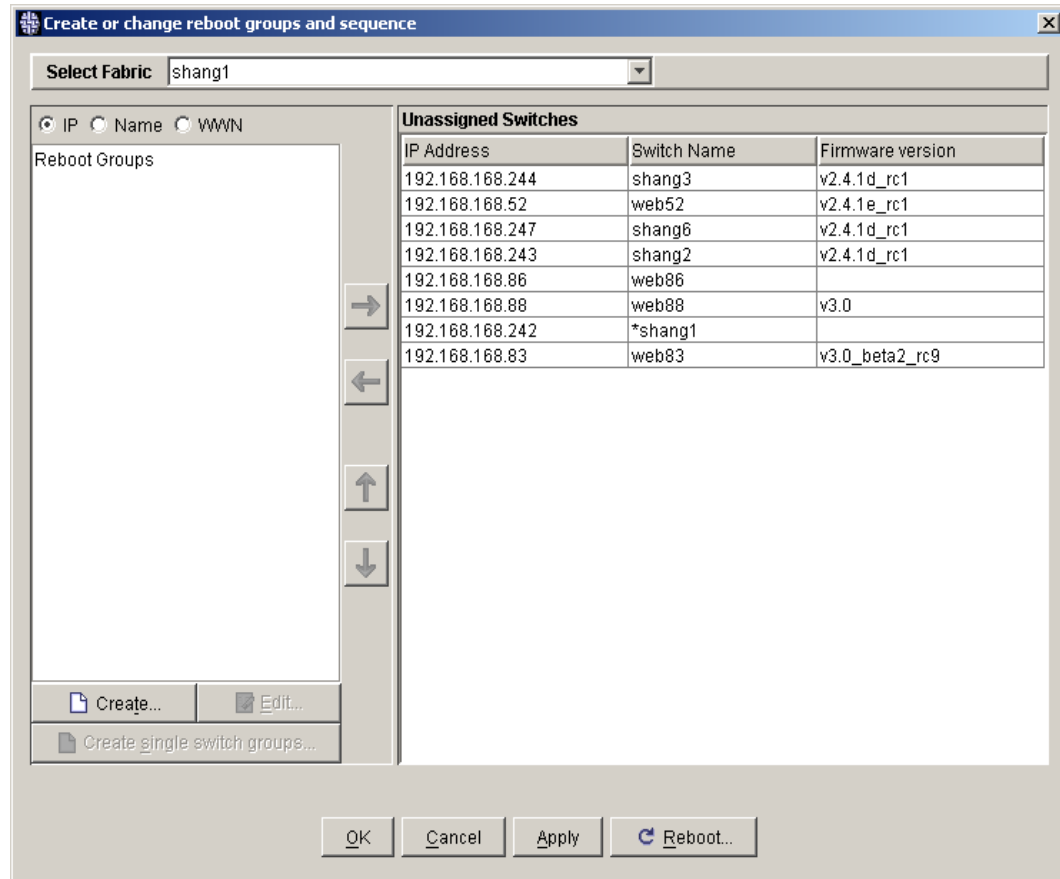 Create or change reboot groups and sequence
Select Fabric shang1
IP Name WWN
Reboot Groups
Unassigned Switches
IP Address Switch Name Firmware version
192.168.168.244 shang3 v2.4.1d_rc1
192.168.168.52 web52 v2.4.1e_rc1
192.168.168.247 shang6 v2.4.1d_rc1
192.168.168.243 shang2 v2.4.1d_rc1
192.168.168.86 web86
192.168.168.88 web88 v3.0
192.168.168.242 *shang1
192.168.168.83 web83 v3.0_beta2_rc9
Create... Edit...
Create single switch groups...
OK Cancel Apply Reboot...